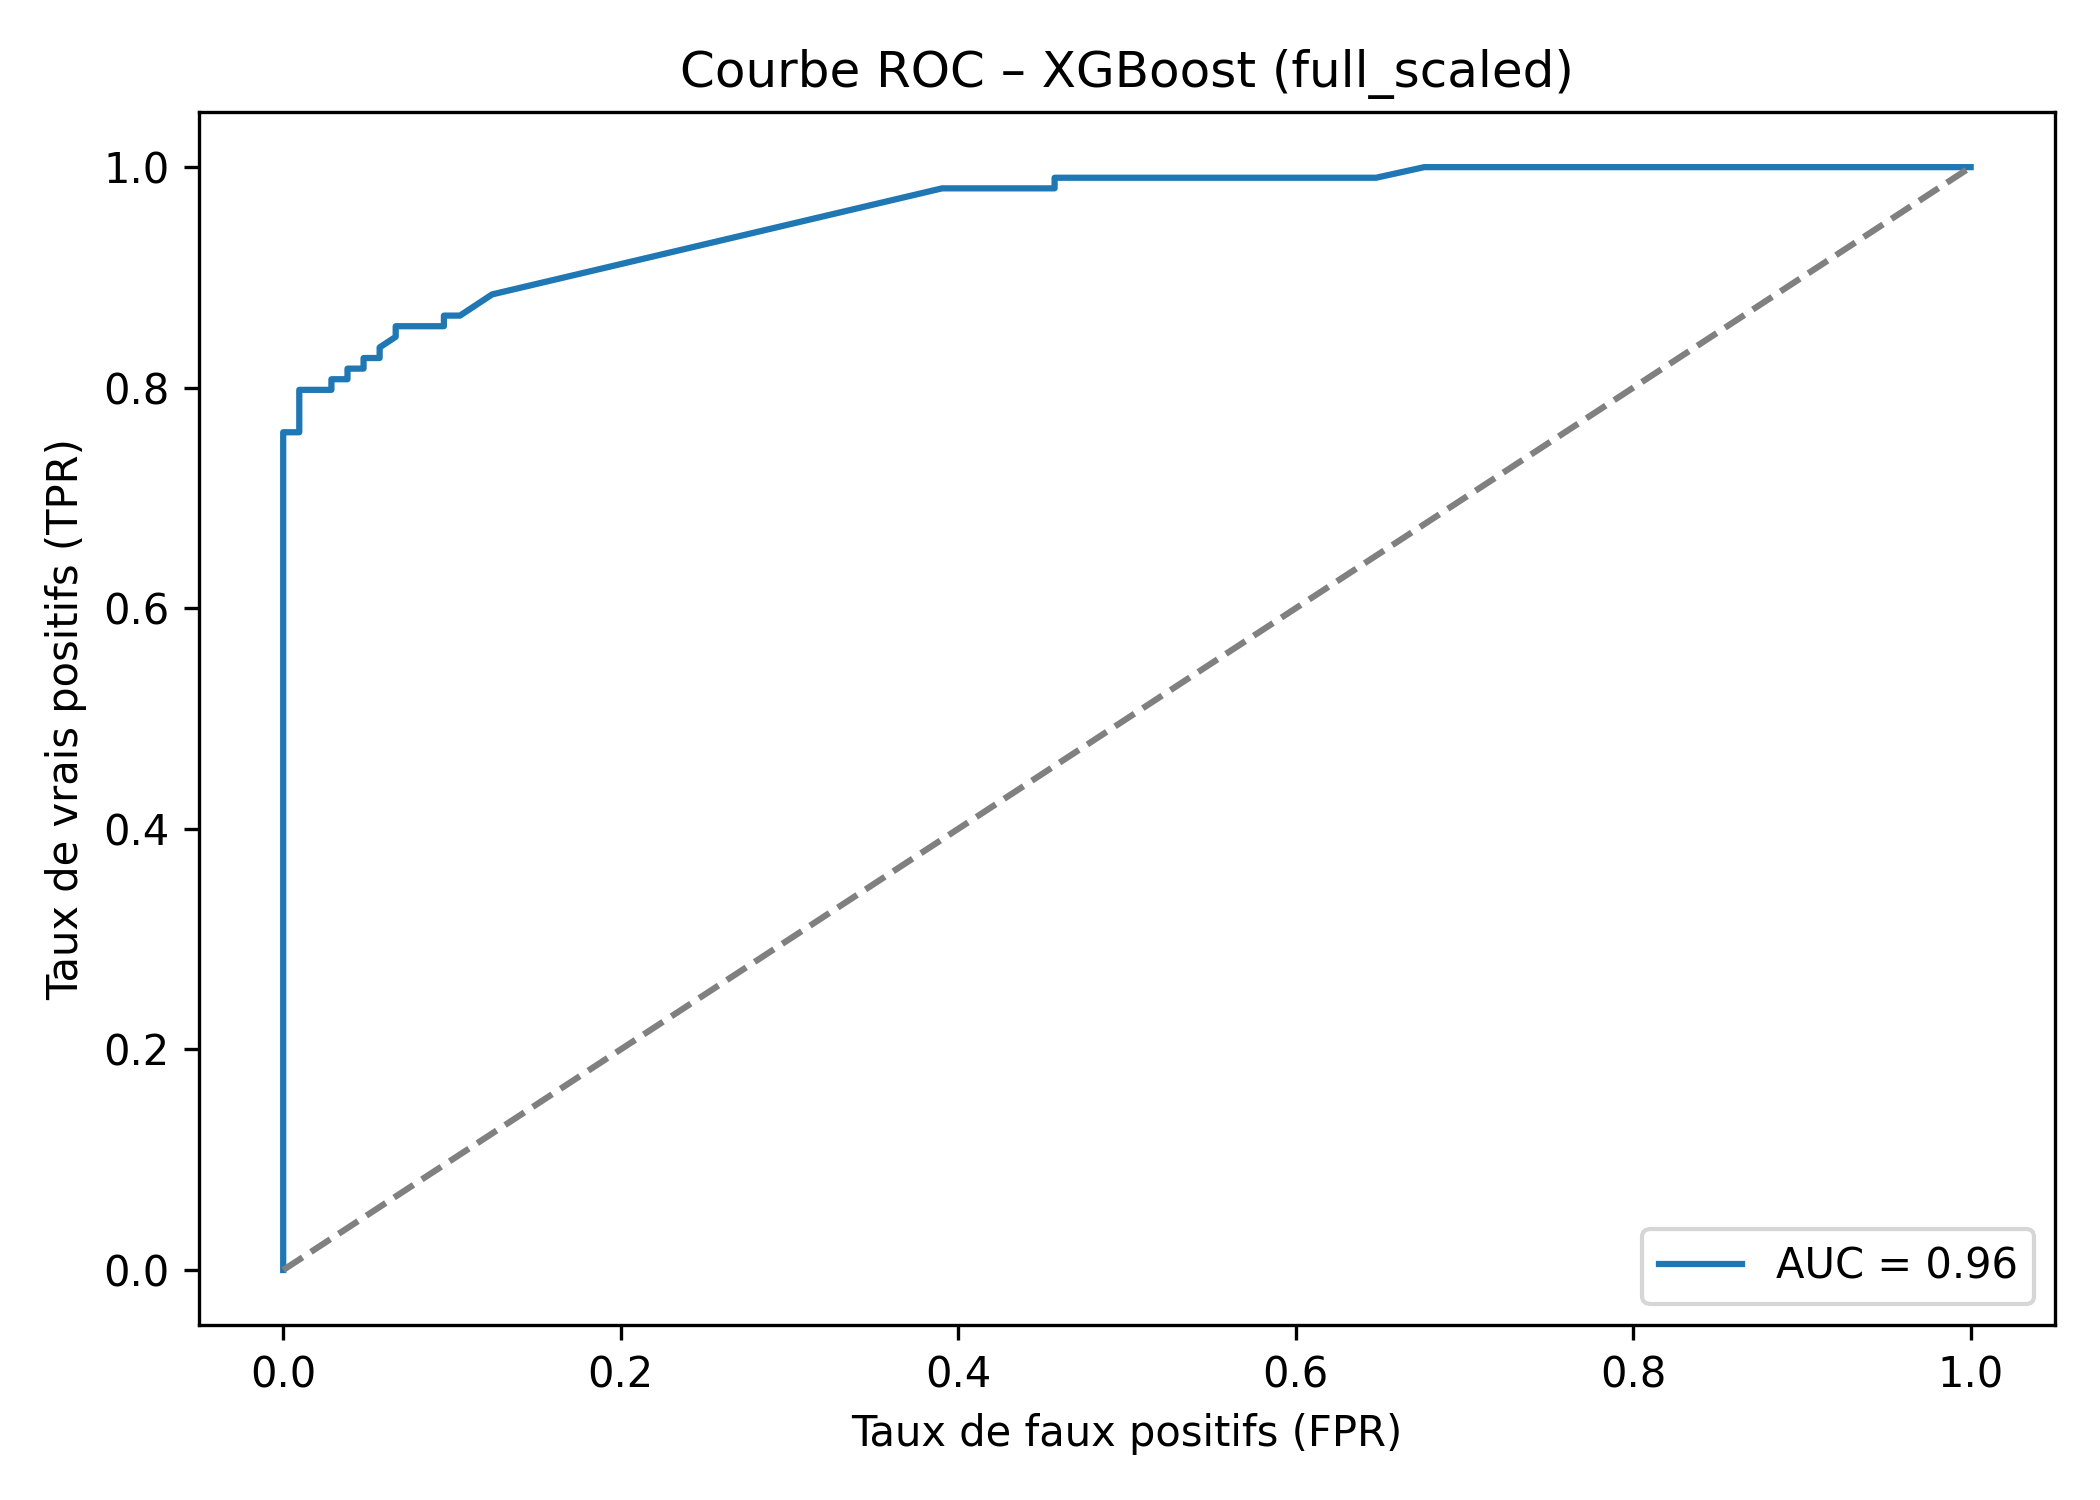 Courbe ROC – XGBoost (full_scaled)
Taux de vrais positifs (TPR)
1.0
0.8
0.6
0.4
0.2
0.0
AUC = 0.96
0.0 0.2 0.4 0.6 0.8 1.0
Taux de faux positifs (FPR)